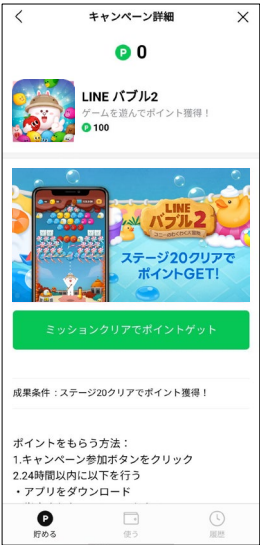 キャンペーン詳細
P 0
LINE バブル2
ゲームを遊んでポイント獲得！
P 100
LINE
バブル2
ステージ20クリアで
ポイントGET!
ミッションクリアでポイントゲット
成果条件：ステージ20クリアでポイント獲得！
ポイントをもらう方法：
1.キャンペーン参加ボタンをクリック
2.24時間以内に以下を行う
・アプリをダウンロード
P
貯める
使う
履歴